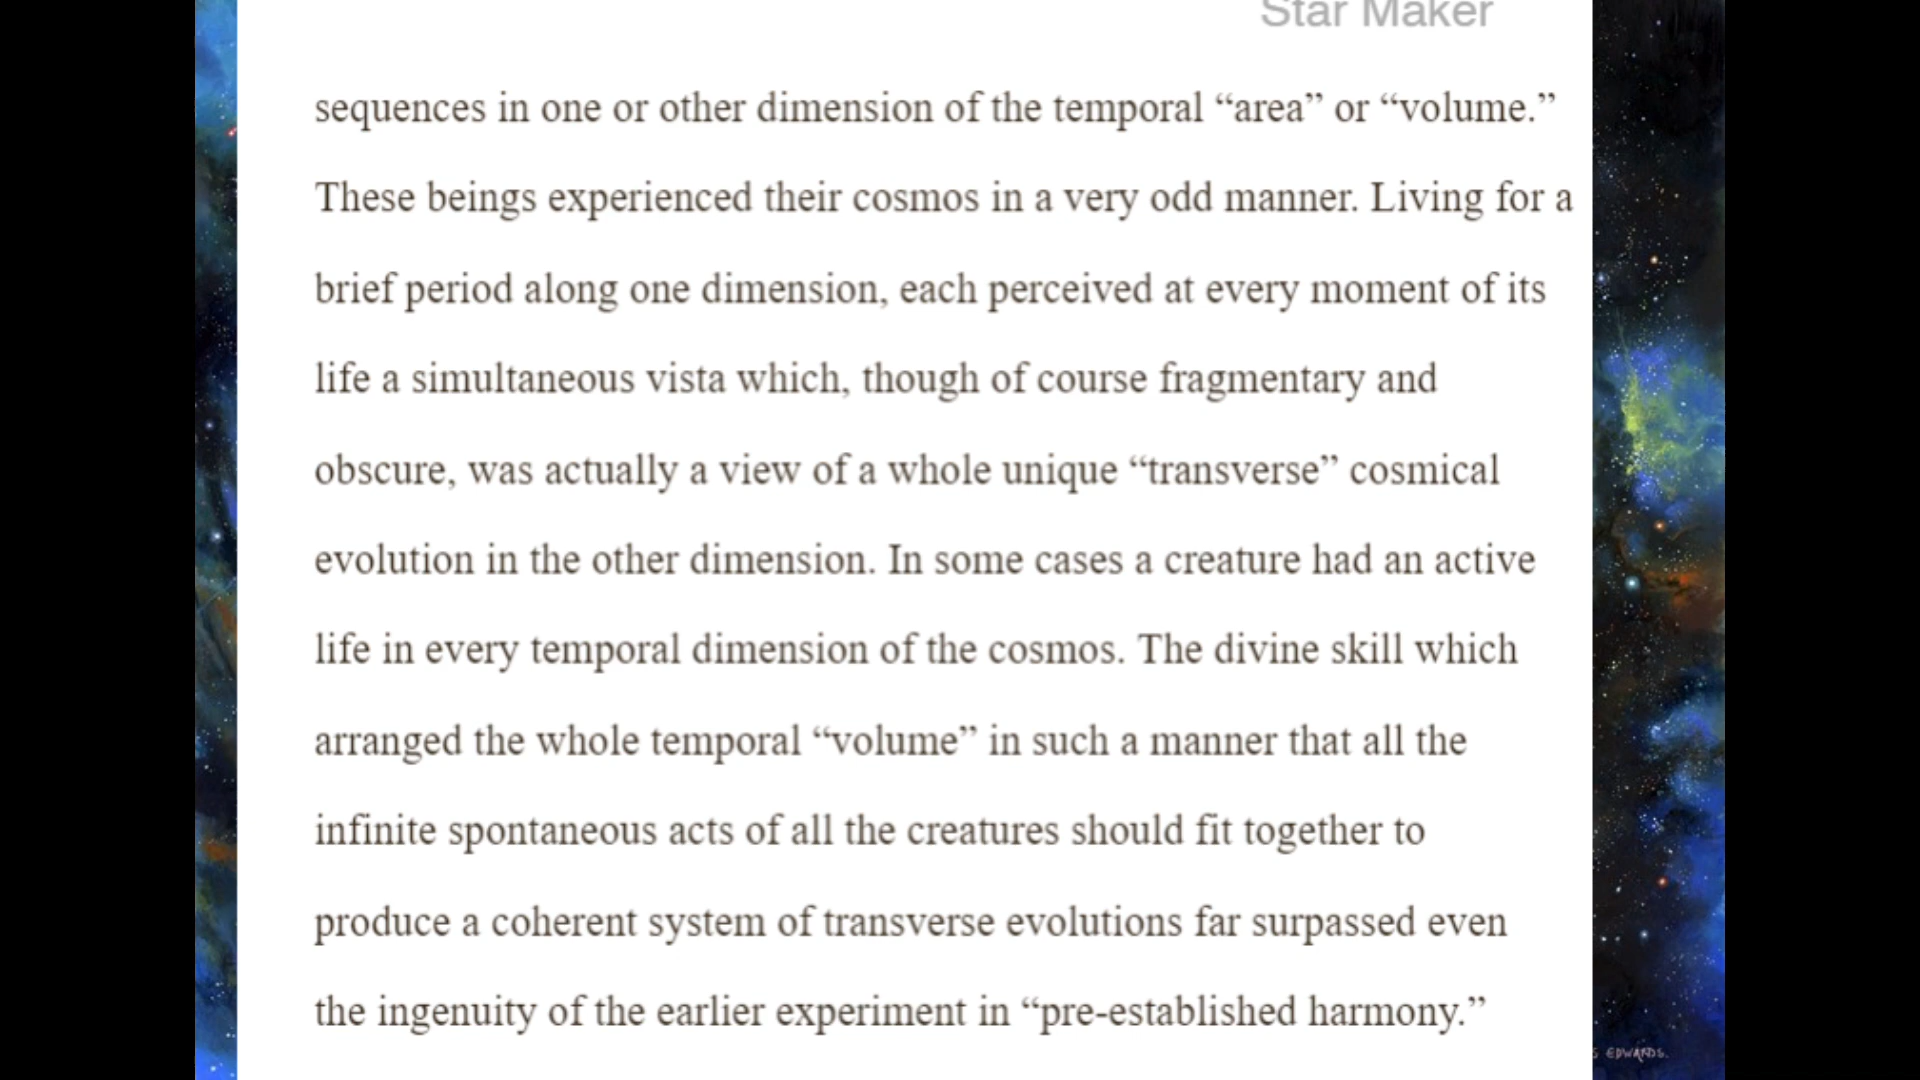 Star Maker
sequences in one or other dimension of the temporal “area” or “volume.”
These beings experienced their cosmos in a very odd manner. Living for a
brief period along one dimension, each perceived at every moment of its
life a simultaneous vista which, though of course fragmentary and
obscure, was actually a view of a whole unique “transverse” cosmical
evolution in the other dimension. In some cases a creature had an active
life in every temporal dimension of the cosmos. The divine skill which
arranged the whole temporal “volume” in such a manner that all the
infinite spontaneous acts of all the creatures should fit together to
produce a coherent system of transverse evolutions far surpassed even
the ingenuity of the earlier experiment in “pre-established harmony.”
EDWARDS.